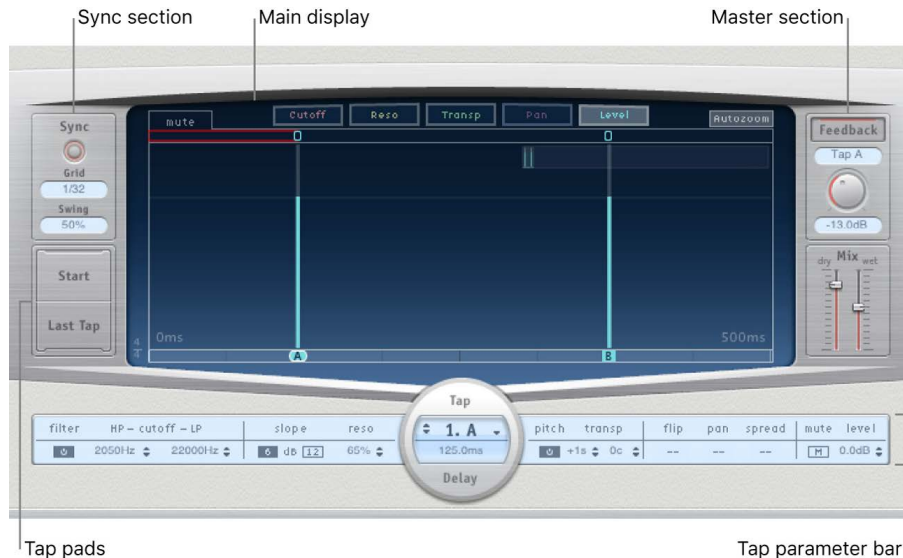 Sync section
Main display
Master section
Sync
Grid
1/32
Swing
50%
Start
Last Tap
mute
Cutoff
Reso
Transp
Pan
Level
Autozoom
0ms
500ms
4
4
A
B
Feedback
Tap A
-13.0dB
Mix
dry
wet
Tap
1. A
125.0ms
Delay
filter HP – cutoff – LP slope reso
2050Hz 22000Hz 6 dB 12 65%
pitch transp flip pan spread mute level
+1s 0c -- -- -- M 0.0dB
Tap pads
Tap parameter bar